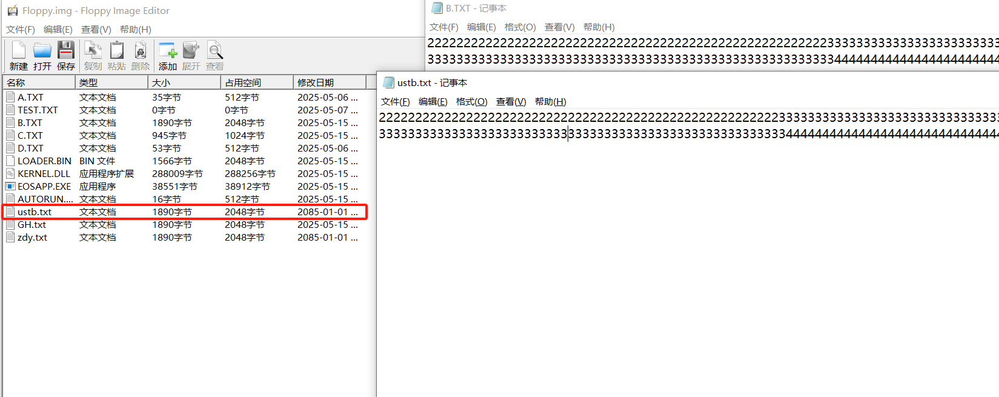 Floppy.img - Floppy Image Editor
文件(F) 编辑(E) 查看(V) 帮助(H)
新建 打开 保存 复制 粘贴 删除 添加 展开 查看
名称 类型 大小 占用空间 修改日期
A.TXT 文本文档 35字节 512字节 2025-05-06 ...
TEST.TXT 文本文档 0字节 0字节 2025-05-07 ...
B.TXT 文本文档 1890字节 2048字节 2025-05-15 ...
C.TXT 文本文档 945字节 1024字节 2025-05-15 ...
D.TXT 文本文档 53字节 512字节 2025-05-06 ...
LOADER.BIN BIN 文件 1566字节 2048字节 2025-05-15 ...
KERNEL.DLL 应用程序扩展 288009字节 288256字节 2025-05-15 ...
EOSAPP.EXE 应用程序 38551字节 38912字节 2025-05-15 ...
AUTORUN.... 文本文档 16字节 512字节 2025-05-15 ...
ustb.txt 文本文档 1890字节 2048字节 2085-01-01 ...
GH.txt 文本文档 1890字节 2048字节 2025-05-15 ...
zdy.txt 文本文档 1890字节 2048字节 2085-01-01 ...
B.TXT - 记事本
文件(F) 编辑(E) 格式(O) 查看(V) 帮助(H)
2222222222222222222222222222222222222222222222222222222333333333333333333333333
3333333333333333333333333333333333333333333333333333333344444444444444444444444
ustb.txt - 记事本
文件(F) 编辑(E) 格式(O) 查看(V) 帮助(H)
2222222222222222222222222222222222222222222222222222222333333333333333333333333333333
3333333333333333333333333333333333333333333333333333333344444444444444444444444444444